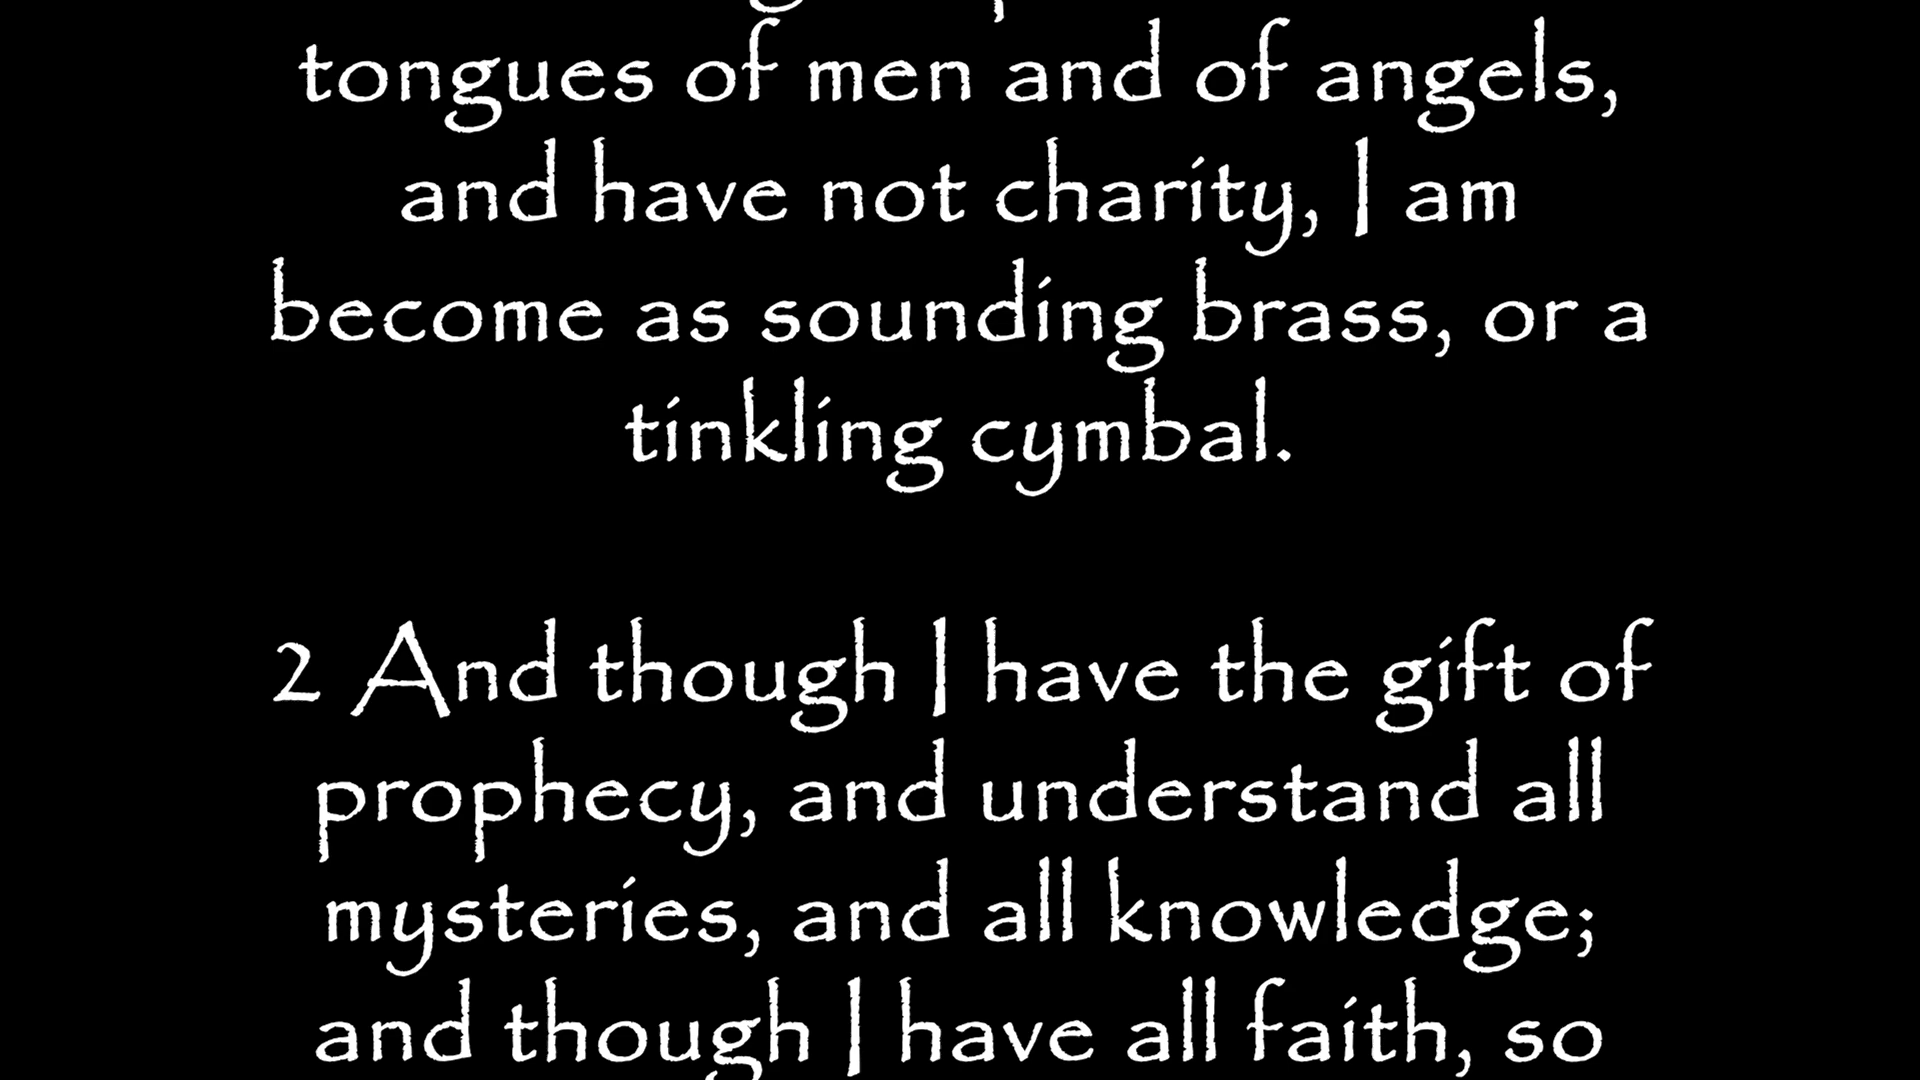 tongues of men and of angels,
and have not charity, I am
become as sounding brass, or a
tinkling cymbal.
2 And though I have the gift of
prophecy, and understand all
mysteries, and all knowledge;
and though I have all faith, so